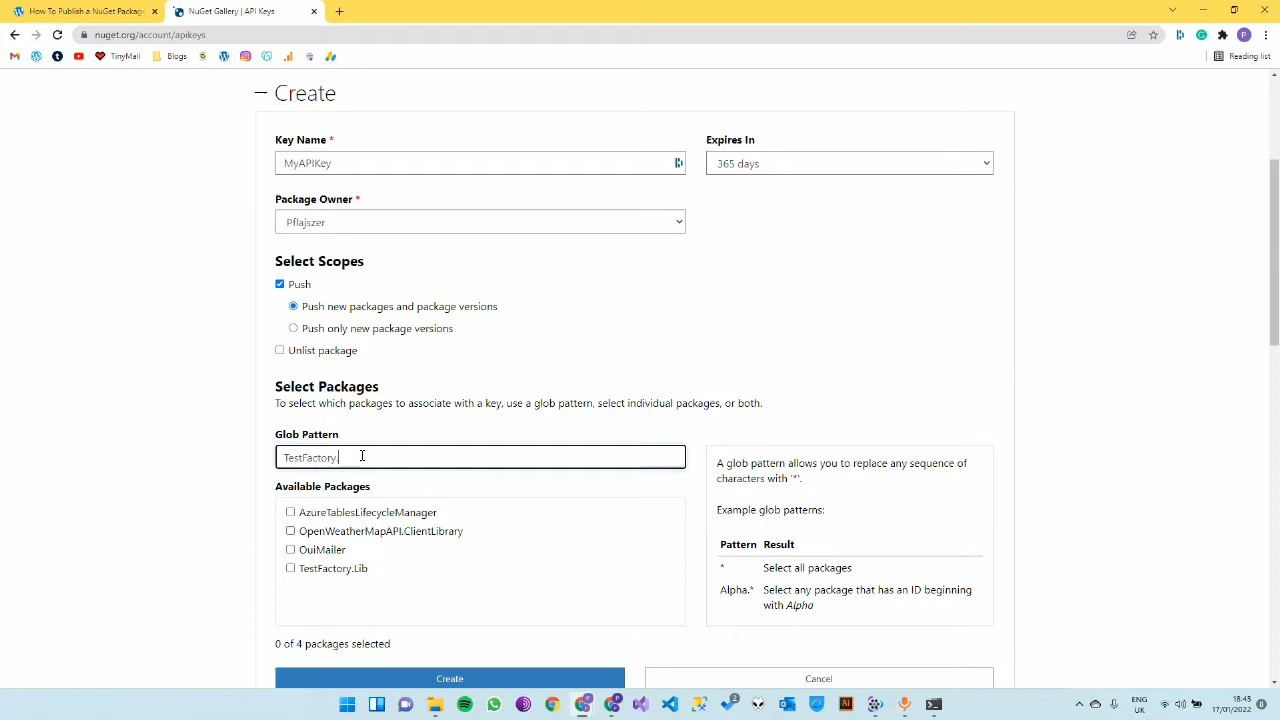 How To Publish a NuGet Package
NuGet Gallery | API Keys
nuget.org/account/apikeys
TinyMail
Blogs
Reading list
Create
Key Name *
Expires In
MyAPIKey
365 days
Package Owner *
Pflajszer
Select Scopes
Push
Push new packages and package versions
Push only new package versions
Unlist package
Select Packages
To select which packages to associate with a key, use a glob pattern, select individual packages, or both.
Glob Pattern
TestFactory.
A glob pattern allows you to replace any sequence of
characters with '*'.
Available Packages
Example glob patterns:
AzureTablesLifecycleManager
OpenWeatherMapAPI.ClientLibrary
Pattern Result
OuiMailer
* Select all packages
TestFactory.Lib
Alpha.* Select any package that has an ID beginning
with Alpha
0 of 4 packages selected
Create
Cancel
ENG
UK
18:43
17/01/2022